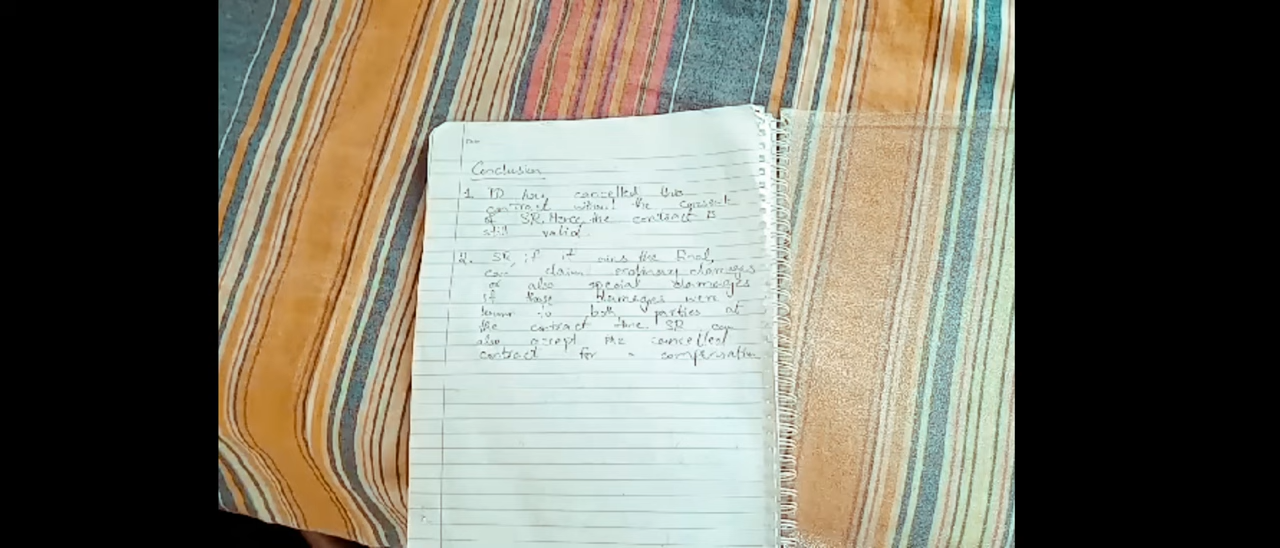 Conclusion
1. TD has cancelled this
contract without the consent
of SR. Hence the contract is
still valid.
2. SR, if it wins the final,
can claim ordinary damages
or also special damages
if those damages were
known to both parties at
the contract time. SR can
also accept the cancelled
contract for a compensation